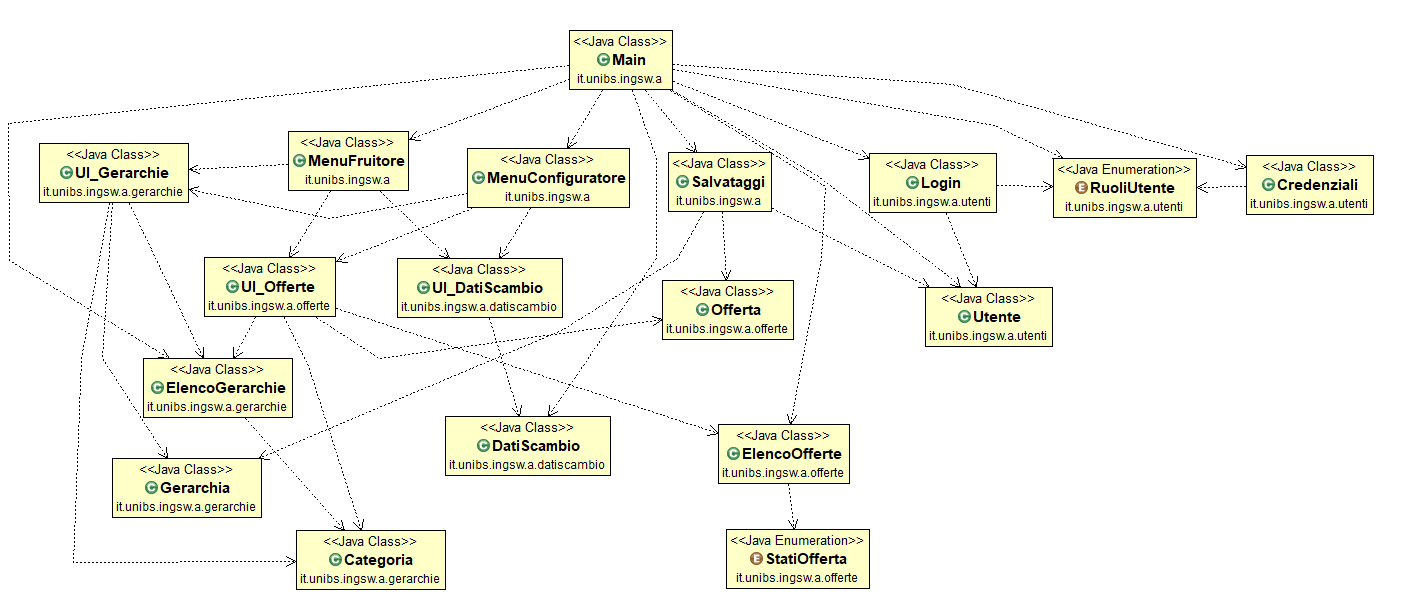 <<Java Class>>
Main
it.unibs.ingsw.a
<<Java Class>>
MenuFruitore
it.unibs.ingsw.a
<<Java Class>>
UI_Gerarchie
it.unibs.ingsw.a.gerarchie
<<Java Class>>
MenuConfiguratore
it.unibs.ingsw.a
<<Java Class>>
Salvataggi
it.unibs.ingsw.a
<<Java Class>>
Login
it.unibs.ingsw.a.utenti
<<Java Enumeration>>
RuoliUtente
it.unibs.ingsw.a.utenti
<<Java Class>>
Credenziali
it.unibs.ingsw.a.utenti
<<Java Class>>
UI_Offerte
it.unibs.ingsw.a.offerte
<<Java Class>>
UI_DatiScambio
it.unibs.ingsw.a.datiscambio
<<Java Class>>
Offerta
it.unibs.ingsw.a.offerte
<<Java Class>>
Utente
it.unibs.ingsw.a.utenti
<<Java Class>>
ElencoGerarchie
it.unibs.ingsw.a.gerarchie
<<Java Class>>
DatiScambio
it.unibs.ingsw.a.datiscambio
<<Java Class>>
ElencoOfferte
it.unibs.ingsw.a.offerte
<<Java Class>>
Gerarchia
it.unibs.ingsw.a.gerarchie
<<Java Class>>
Categoria
it.unibs.ingsw.a.gerarchie
<<Java Enumeration>>
StatiOfferta
it.unibs.ingsw.a.offerte